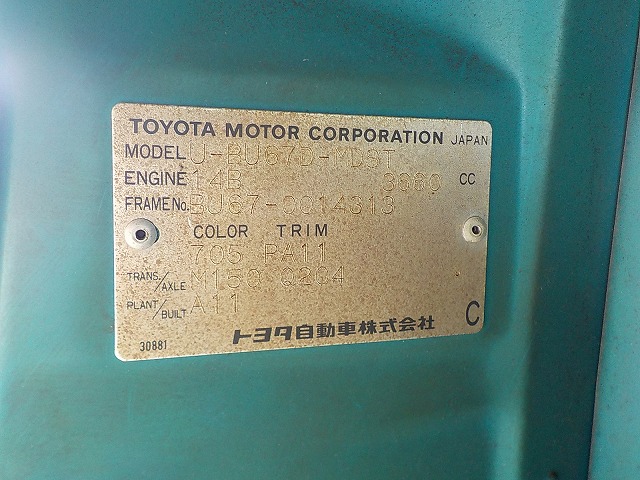 TOYOTA MOTOR CORPORATION JAPAN
MODEL U-BU67D-MDST
ENGINE 14B 3660 CC
FRAME No. BU67-0014313
COLOR TRIM
705 PA11
TRANS./AXLE M150 Q264
PLANT/BUILT A11
トヨタ自動車株式会社 C
30881